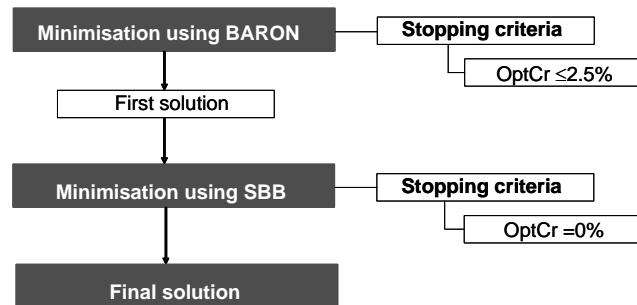 Minimisation using BARON
Stopping criteria
OptCr ≤2.5%
First solution
Minimisation using SBB
Stopping criteria
OptCr =0%
Final solution